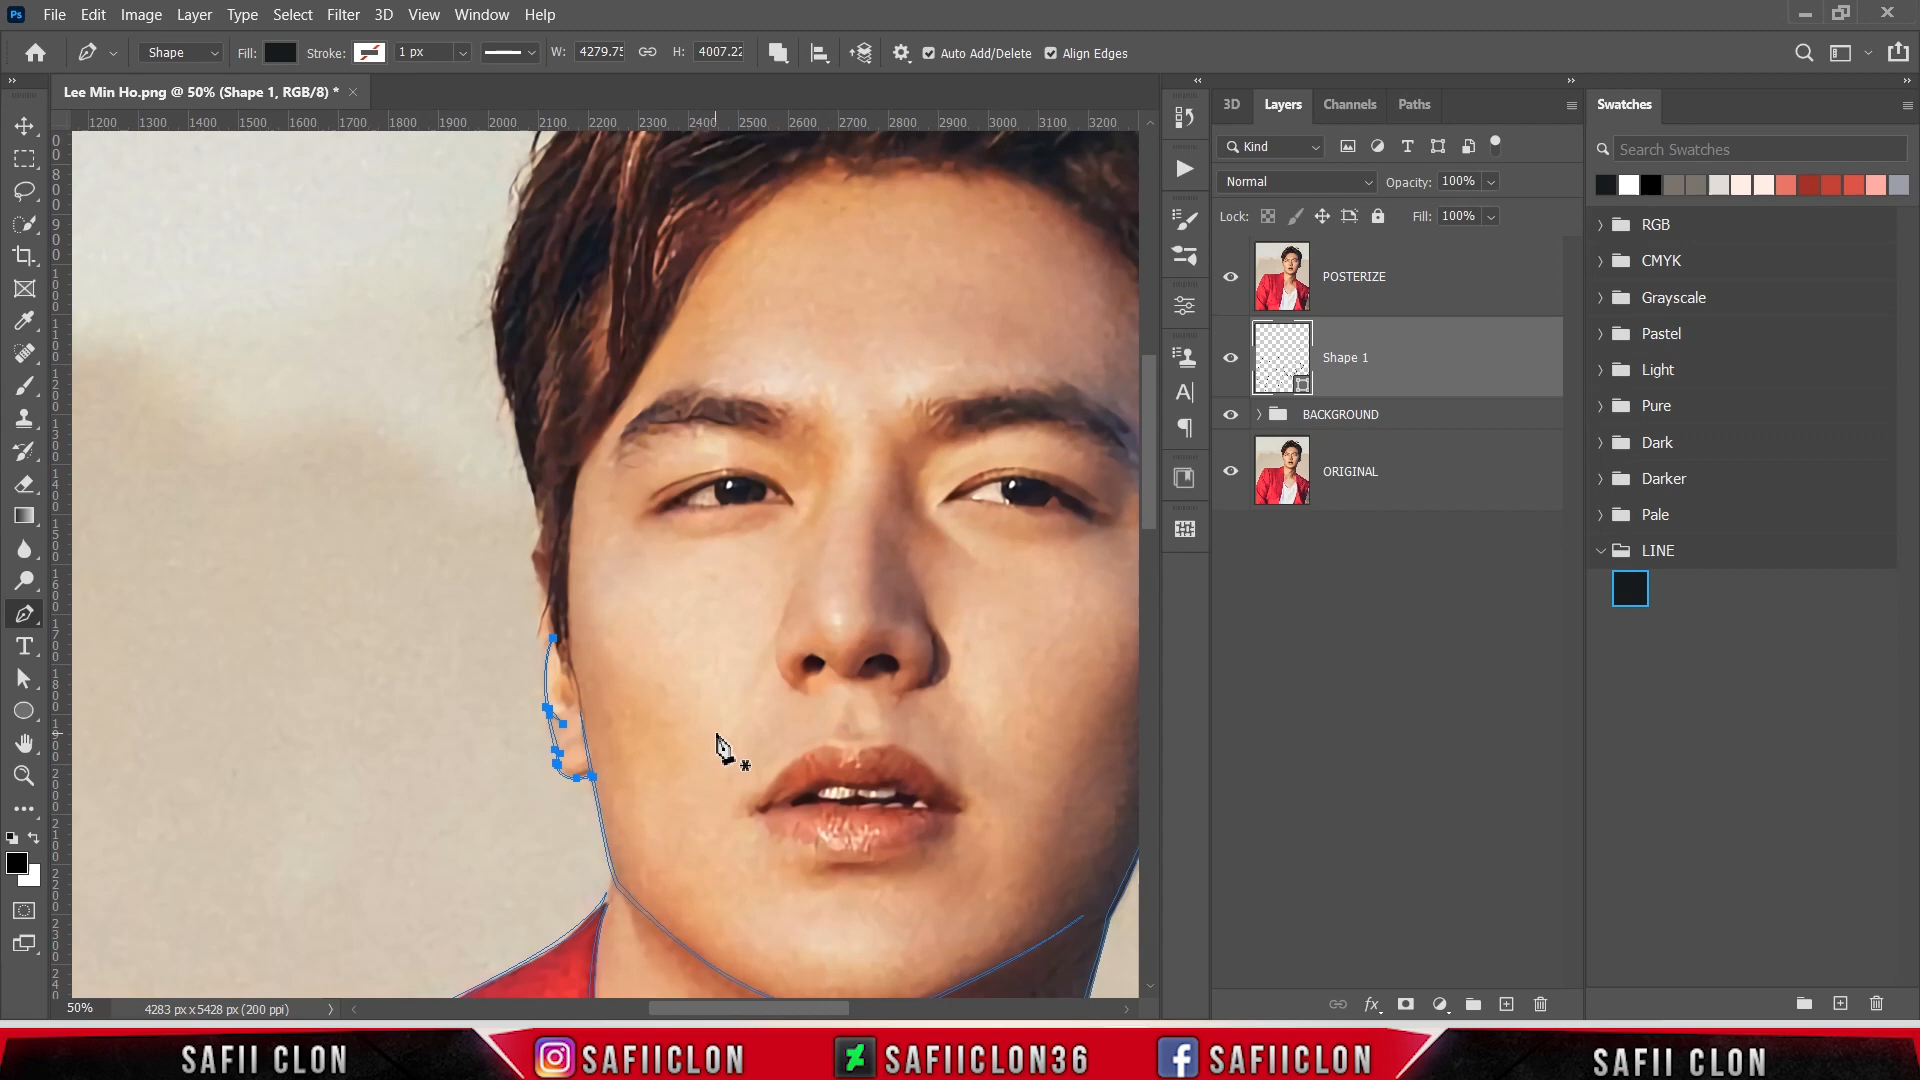 Ps File Edit Image Layer Type Select Filter 3D View Window Help
Shape Fill: Stroke: 1 px W: 4279.75 H: 4007.22 Auto Add/Delete Align Edges
Lee Min Ho.png @ 50% (Shape 1, RGB/8) *
1200 1300 1400 1500 1600 1700 1800 1900 2000 2100 2200 2300 2400 2500 2600 2700 2800 2900 3000 3100 3200
3D Layers Channels Paths
Kind
Normal Opacity: 100%
Lock: Fill: 100%
POSTERIZE
Shape 1
BACKGROUND
ORIGINAL
Swatches
Search Swatches
RGB
CMYK
Grayscale
Pastel
Light
Pure
Dark
Darker
Pale
LINE
50% 4283 px x 5428 px (200 ppi)
SAFII CLON SAFIICLON SAFIICLON36 SAFIICLON SAFII CLON